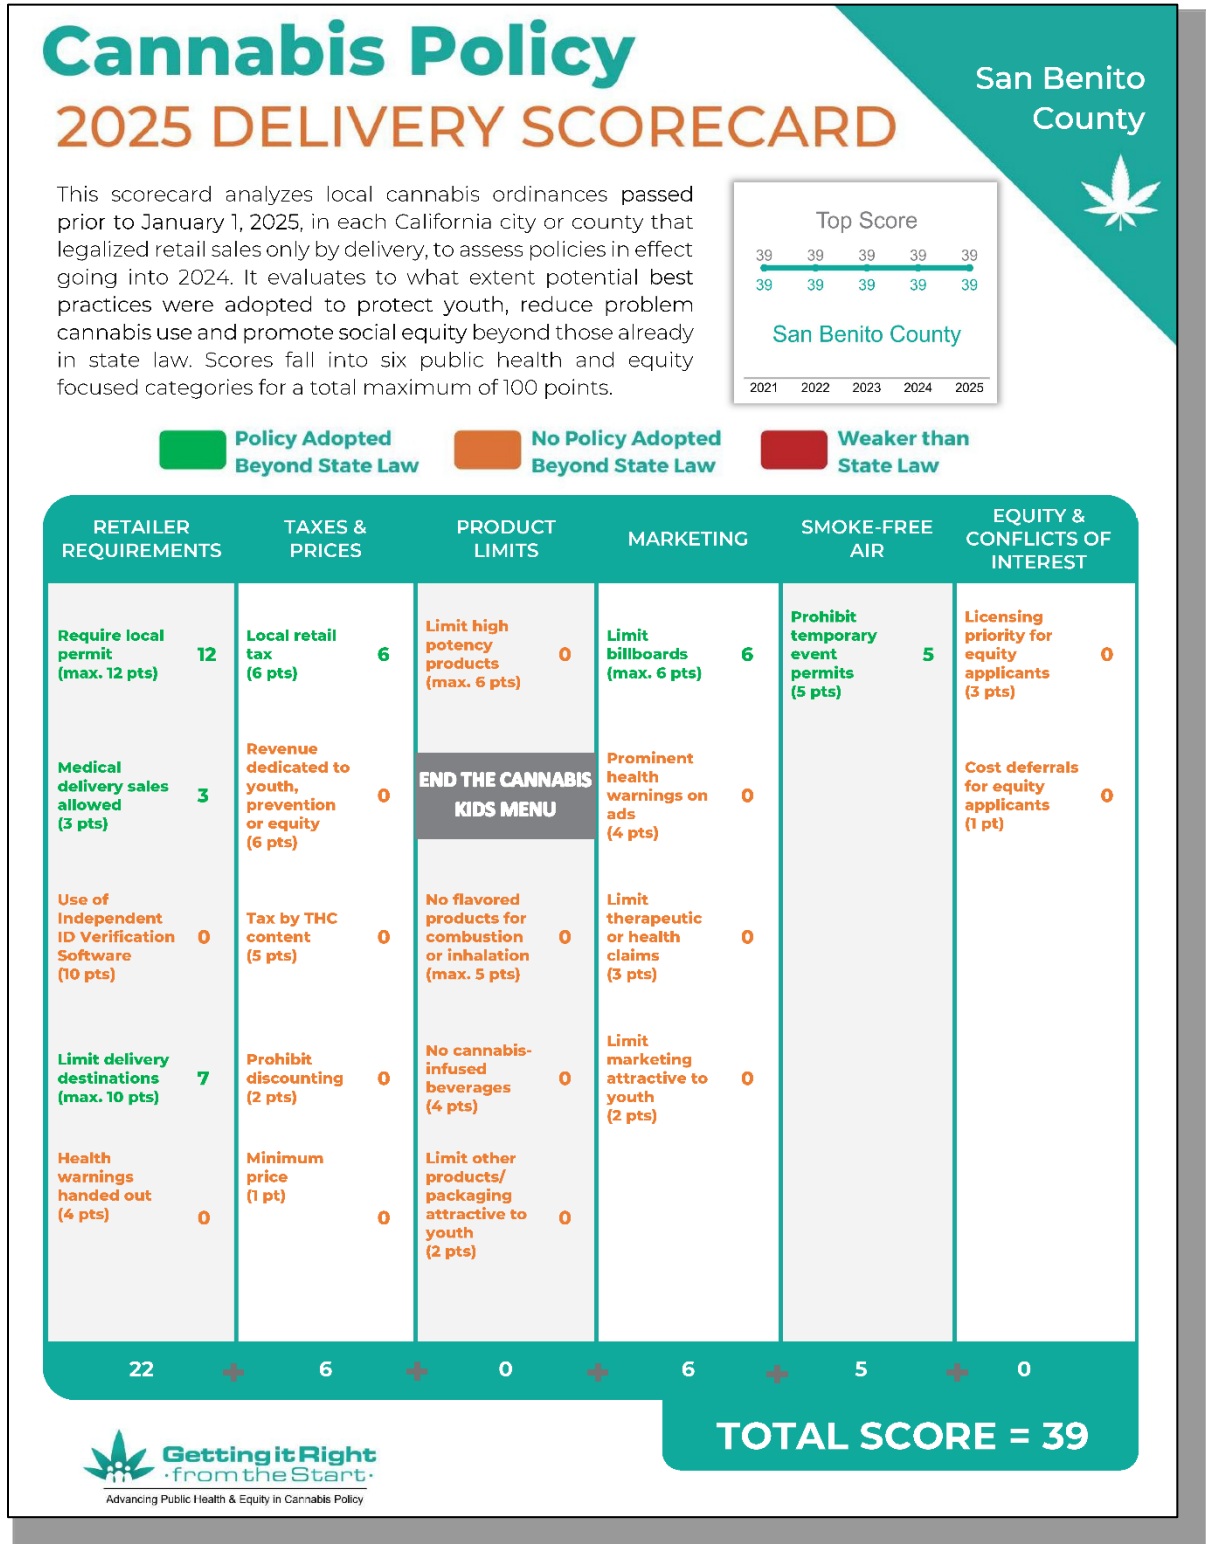 Cannabis Policy
2025 DELIVERY SCORECARD
San Benito
County
This scorecard analyzes local cannabis ordinances passed
prior to January 1, 2025, in each California city or county that
legalized retail sales only by delivery, to assess policies in effect
going into 2024. It evaluates to what extent potential best
practices were adopted to protect youth, reduce problem
cannabis use and promote social equity beyond those already
in state law. Scores fall into six public health and equity
focused categories for a total maximum of 100 points.
Top Score
39 39 39 39 39
39 39 39 39 39
San Benito County
2021 2022 2023 2024 2025
Policy Adopted
Beyond State Law
No Policy Adopted
Beyond State Law
Weaker than
State Law
RETAILER
REQUIREMENTS
Require local
permit 12
(max. 12 pts)
Medical
delivery sales
allowed 3
(3 pts)
Use of
Independent
ID Verification 0
Software
(10 pts)
Limit delivery
destinations 7
(max. 10 pts)
Health
warnings
handed out
(4 pts) 0
22
TAXES &
PRICES
Local retail
tax 6
(6 pts)
Revenue
dedicated to
youth,
prevention 0
or equity
(6 pts)
Tax by THC
content 0
(5 pts)
Prohibit
discounting 0
(2 pts)
Minimum
price
(1 pt)
0
+ 6
PRODUCT
LIMITS
Limit high
potency
products 0
(max. 6 pts)
END THE CANNABIS
KIDS MENU
No flavored
products for
combustion 0
or inhalation
(max. 5 pts)
No cannabis-
infused
beverages 0
(4 pts)
Limit other
products/
packaging
attractive to 0
youth
(2 pts)
+ 0
MARKETING
Limit
billboards 6
(max. 6 pts)
Prominent
health
warnings on 0
ads
(4 pts)
Limit
therapeutic
or health 0
claims
(3 pts)
Limit
marketing
attractive to 0
youth
(2 pts)
+ 6
SMOKE-FREE
AIR
Prohibit
temporary
event 5
permits
(5 pts)
+ 5
EQUITY &
CONFLICTS OF
INTEREST
Licensing
priority for
equity 0
applicants
(3 pts)
Cost deferrals
for equity
applicants 0
(1 pt)
+ 0
TOTAL SCORE = 39
Getting it Right
·from the Start·
Advancing Public Health & Equity in Cannabis Policy